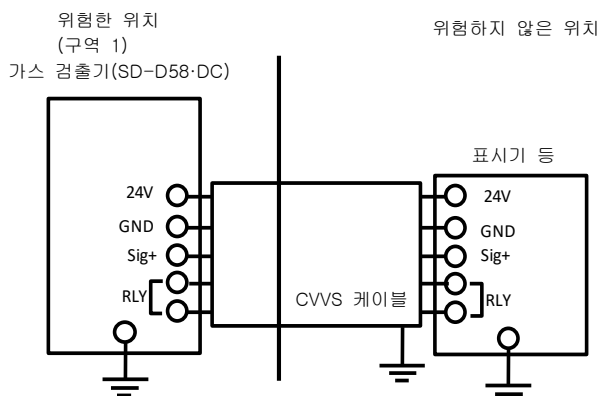 위험한 위치
(구역 1)
가스 검출기(SD-D58·DC)
위험하지 않은 위치
표시기 등
24V
GND
Sig+
RLY
CVVS 케이블
24V
GND
Sig+
RLY